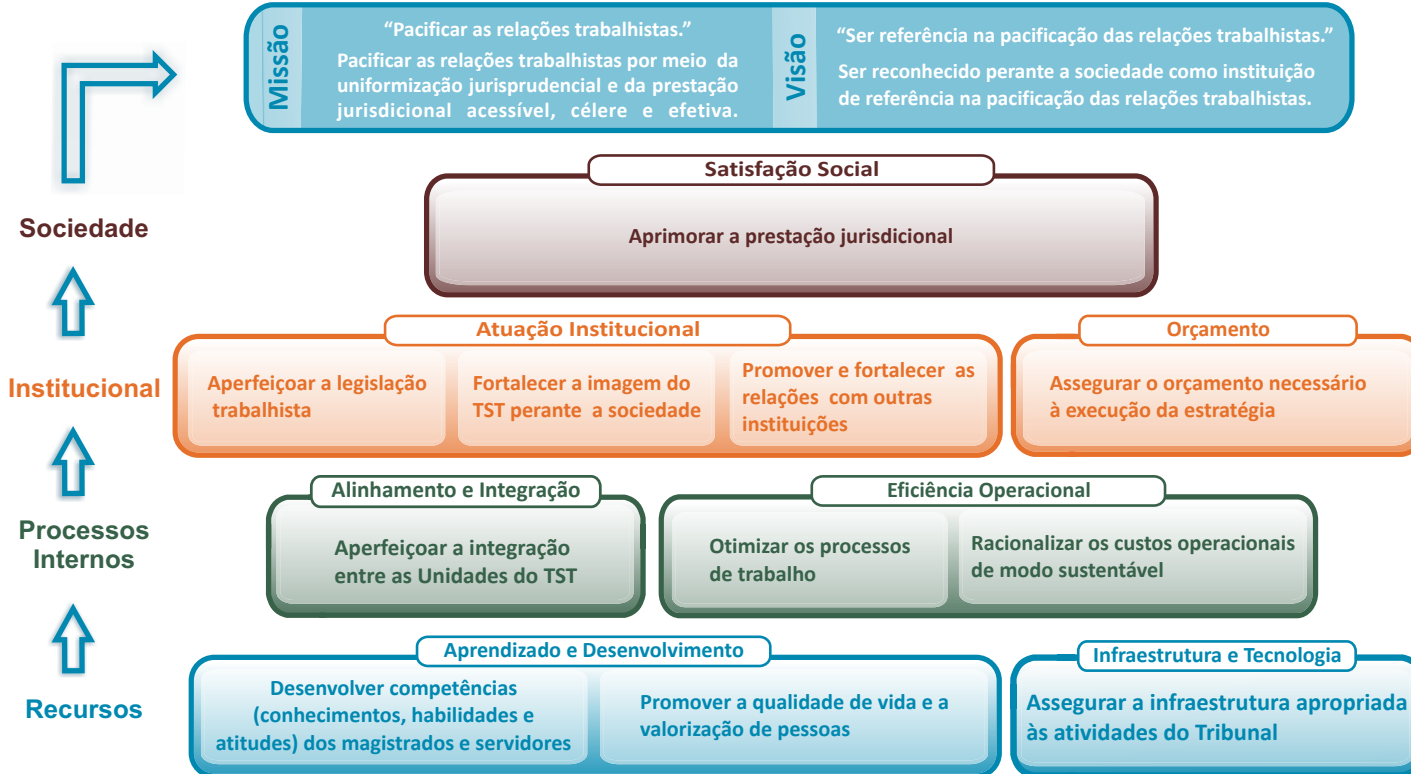 Missão
“Pacificar as relações trabalhistas.”
Pacificar as relações trabalhistas por meio da
uniformização jurisprudencial e da prestação
jurisdicional acessível, célere e efetiva.
Visão
“Ser referência na pacificação das relações trabalhistas.”
Ser reconhecido perante a sociedade como instituição
de referência na pacificação das relações trabalhistas.
Sociedade
Satisfação Social
Aprimorar a prestação jurisdicional
Institucional
Atuação Institucional
Aperfeiçoar a legislação
trabalhista
Fortalecer a imagem do
TST perante a sociedade
Promover e fortalecer as
relações com outras
instituições
Orçamento
Assegurar o orçamento necessário
à execução da estratégia
Processos
Internos
Alinhamento e Integração
Aperfeiçoar a integração
entre as Unidades do TST
Eficiência Operacional
Otimizar os processos
de trabalho
Racionalizar os custos operacionais
de modo sustentável
Recursos
Aprendizado e Desenvolvimento
Desenvolver competências
(conhecimentos, habilidades e
atitudes) dos magistrados e servidores
Promover a qualidade de vida e a
valorização de pessoas
Infraestrutura e Tecnologia
Assegurar a infraestrutura apropriada
às atividades do Tribunal